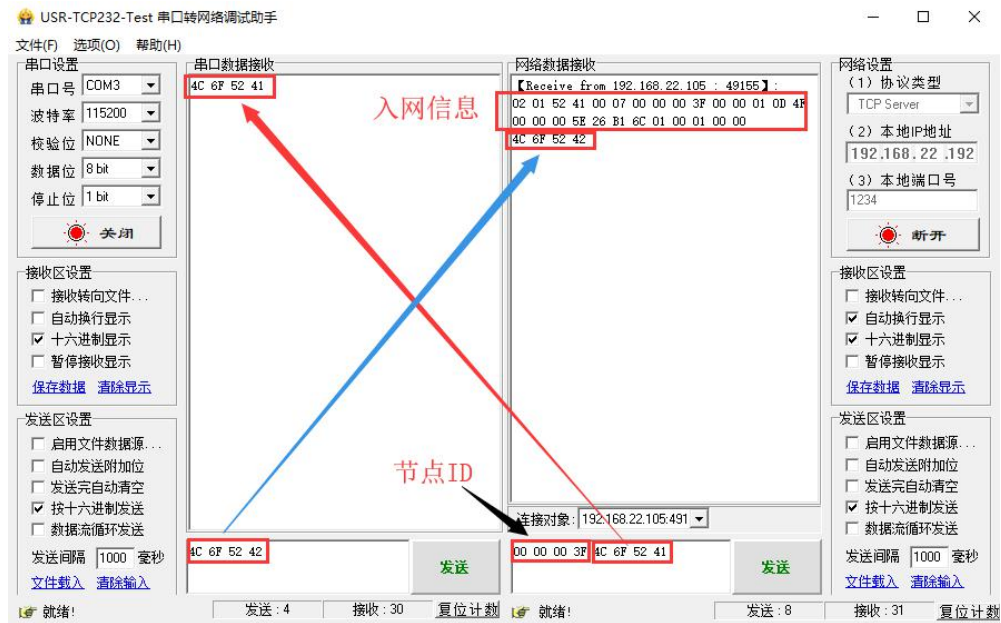 USR-TCP232-Test 串口转网络调试助手
文件(F) 选项(O) 帮助(H)
串口设置
串口号 COM3
波特率 115200
校验位 NONE
数据位 8 bit
停止位 1 bit
关闭
接收区设置
接收转向文件...
自动换行显示
十六进制显示
暂停接收显示
保存数据 清除显示
发送区设置
启用文件数据源...
自动发送附加位
发送完自动清空
按十六进制发送
数据流循环发送
发送间隔 1000 毫秒
文件载入 清除输入
就绪!
串口数据接收
4C 6F 52 41
入网信息
节点ID
4C 6F 52 42
发送
发送:4 接收:30 复位计数
网络数据接收
【Receive from 192.168.22.105 : 49155】:
02 01 52 41 00 07 00 00 00 3F 00 00 01 0D 4F
00 00 00 5E 26 B1 6C 01 00 01 00 00
4C 6F 52 42
连接对象: 192.168.22.105:491
00 00 00 3F 4C 6F 52 41
发送
就绪!
发送:8 接收:31 复位计数
网络设置
(1) 协议类型
TCP Server
(2) 本地IP地址
192.168. 22 .192
(3) 本地端口号
1234
断开
接收区设置
接收转向文件...
自动换行显示
十六进制显示
暂停接收显示
保存数据 清除显示
发送区设置
启用文件数据源...
自动发送附加位
发送完自动清空
按十六进制发送
数据流循环发送
发送间隔 1000 毫秒
文件载入 清除输入